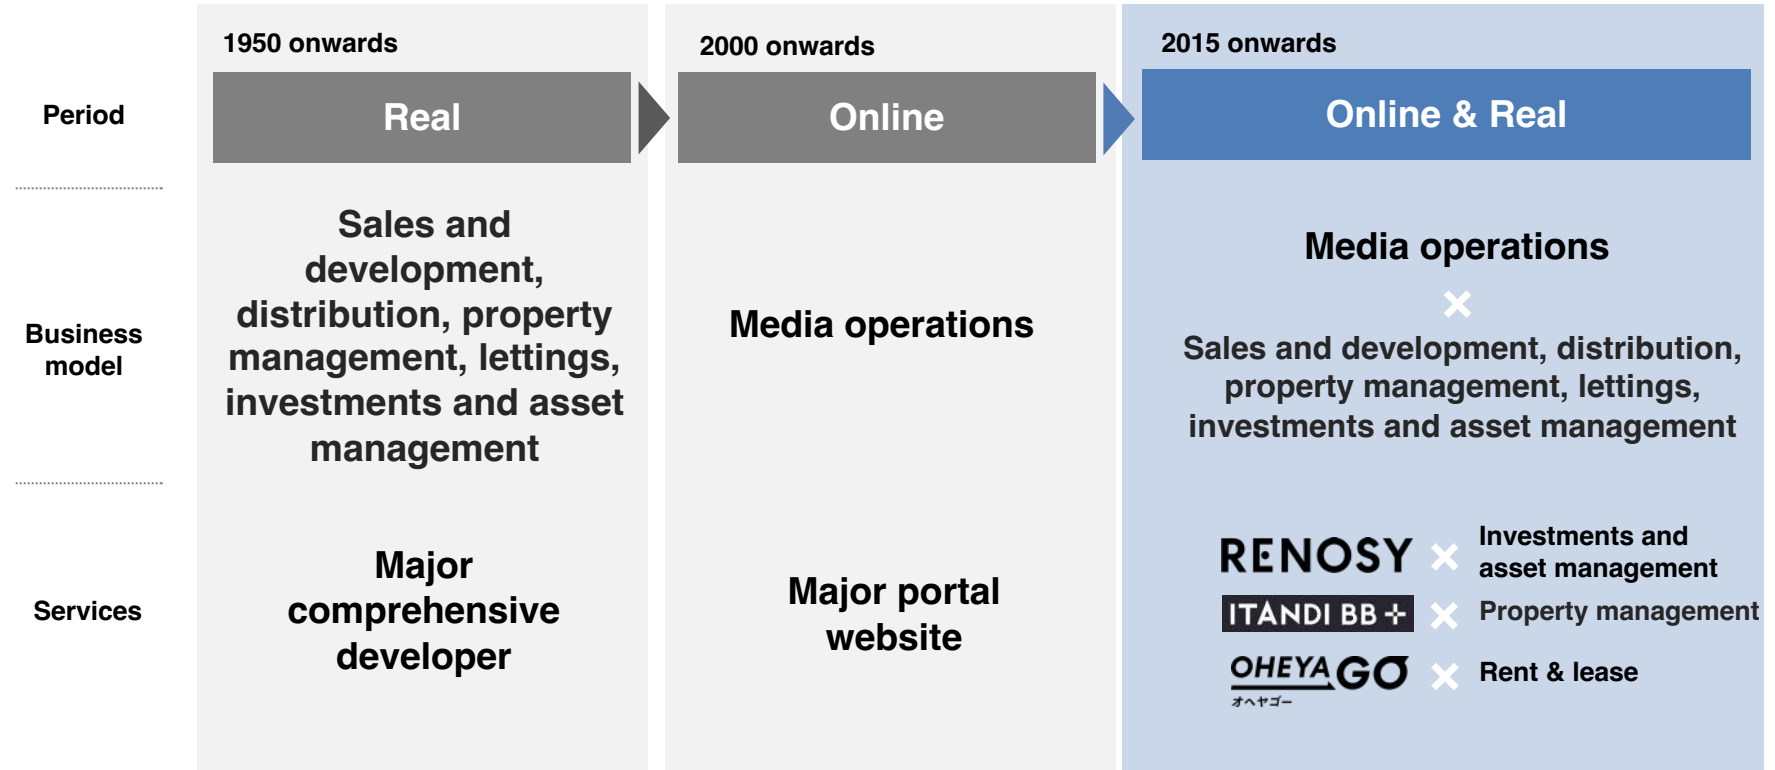 1950 onwards
2000 onwards
2015 onwards
Period
Real
Online
Online & Real
Business
model
Sales and
development,
distribution, property
management, lettings,
investments and asset
management
Media operations
Media operations
×
Sales and development, distribution,
property management, lettings,
investments and asset management
Services
Major
comprehensive
developer
Major portal
website
RENOSY × Investments and
asset management
ITANDI BB + × Property management
OHEYAGO × Rent & lease
オヘヤゴー